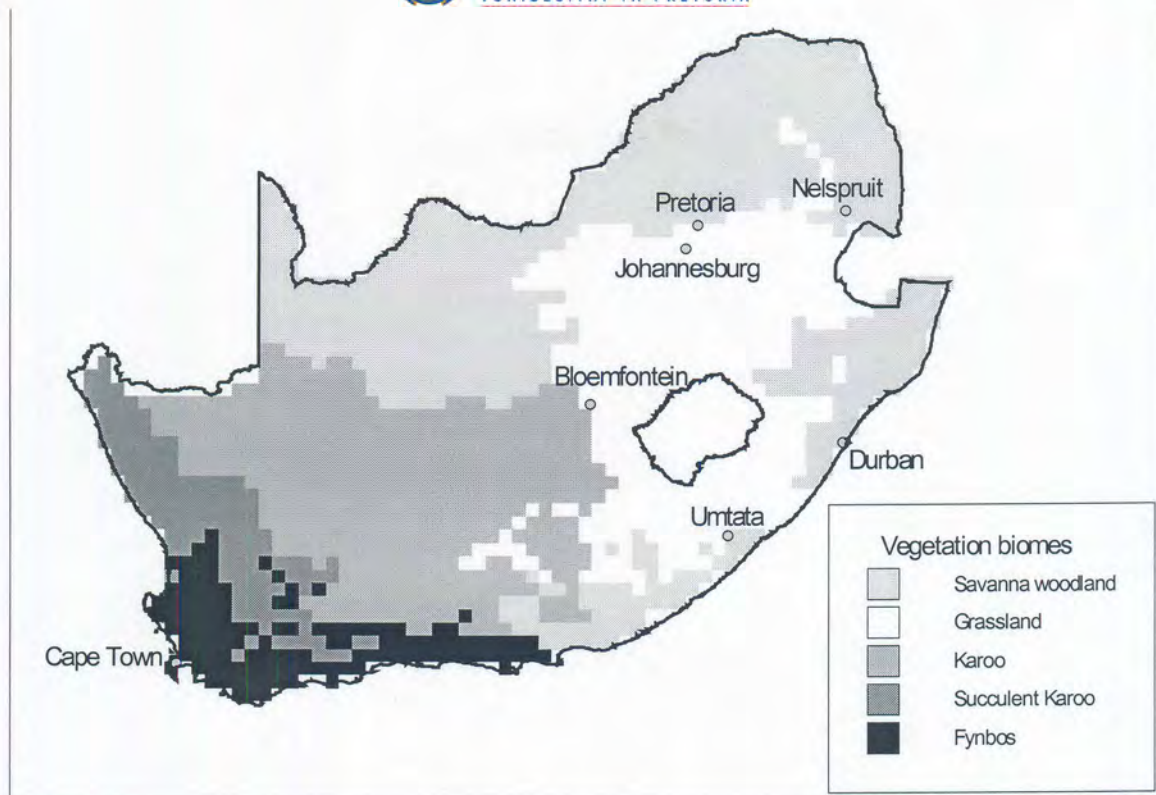 Nelspruit
Pretoria
Johannesburg
Bloemfontein
Durban
Umtata
Cape Town
Vegetation biomes
Savanna woodland
Grassland
Karoo
Succulent Karoo
Fynbos